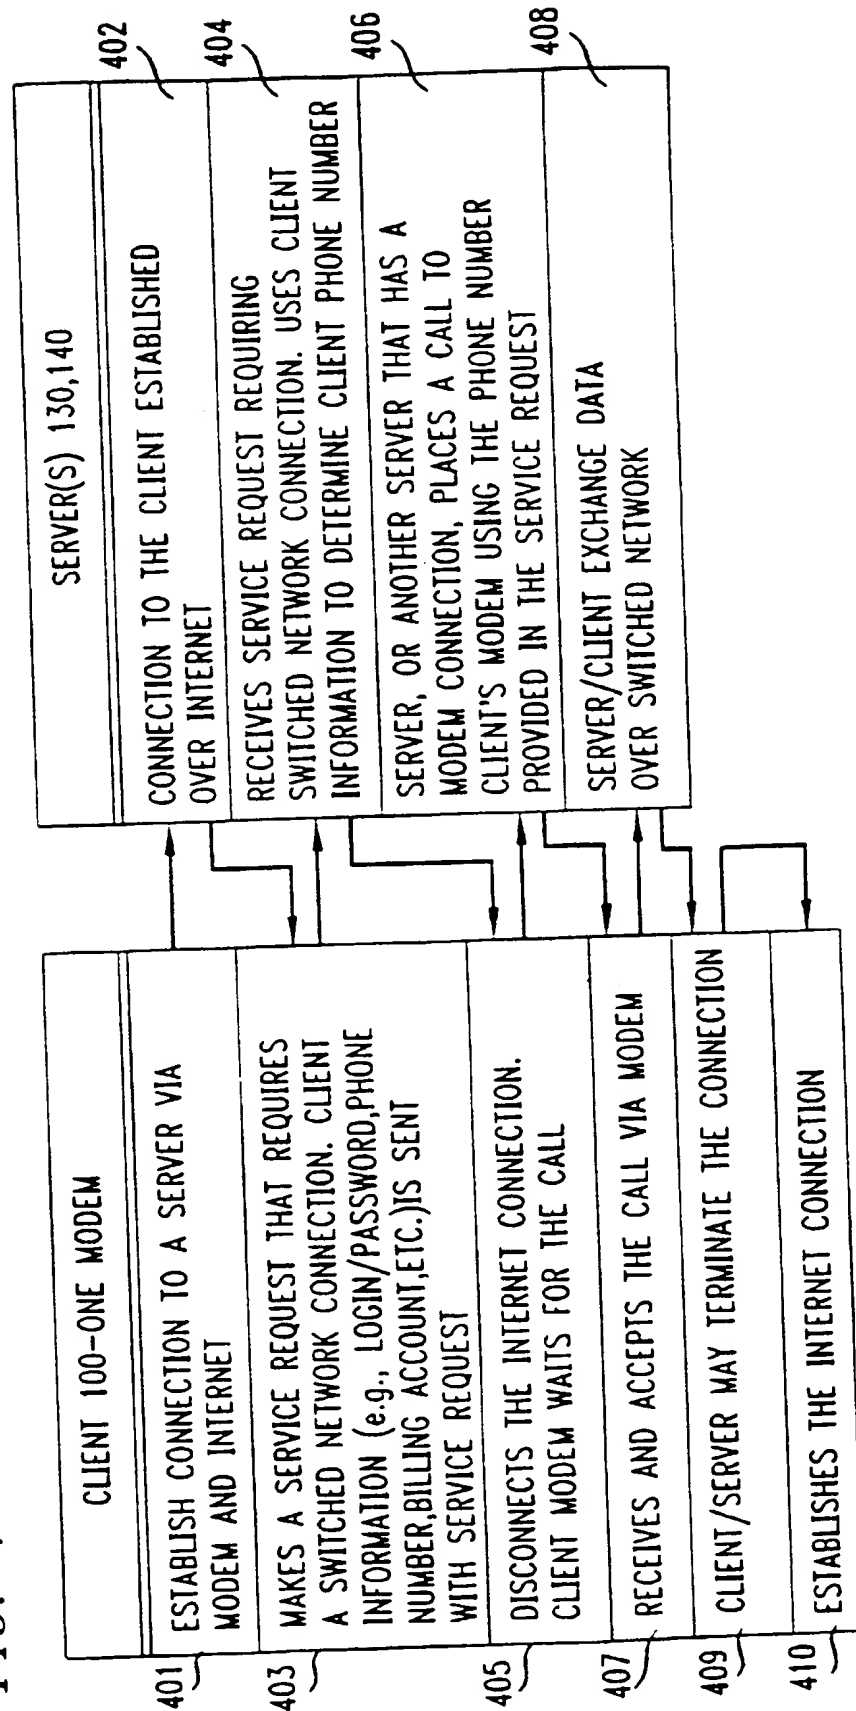 CLIENT 100-ONE MODEM
401
ESTABLISH CONNECTION TO A SERVER VIA
MODEM AND INTERNET
403
MAKES A SERVICE REQUEST THAT REQUIRES
A SWITCHED NETWORK CONNECTION. CLIENT
INFORMATION (e.g., LOGIN/PASSWORD,PHONE
NUMBER,BILLING ACCOUNT,ETC.)IS SENT
WITH SERVICE REQUEST
405
DISCONNECTS THE INTERNET CONNECTION.
CLIENT MODEM WAITS FOR THE CALL
407
RECEIVES AND ACCEPTS THE CALL VIA MODEM
409
CLIENT/SERVER MAY TERMINATE THE CONNECTION
410
ESTABLISHES THE INTERNET CONNECTION
SERVER(S) 130,140
CONNECTION TO THE CLIENT ESTABLISHED
OVER INTERNET
402
RECEIVES SERVICE REQUEST REQUIRING
SWITCHED NETWORK CONNECTION. USES CLIENT
INFORMATION TO DETERMINE CLIENT PHONE NUMBER
404
SERVER, OR ANOTHER SERVER THAT HAS A
MODEM CONNECTION, PLACES A CALL TO
CLIENT'S MODEM USING THE PHONE NUMBER
PROVIDED IN THE SERVICE REQUEST
406
SERVER/CLIENT EXCHANGE DATA
OVER SWITCHED NETWORK
408